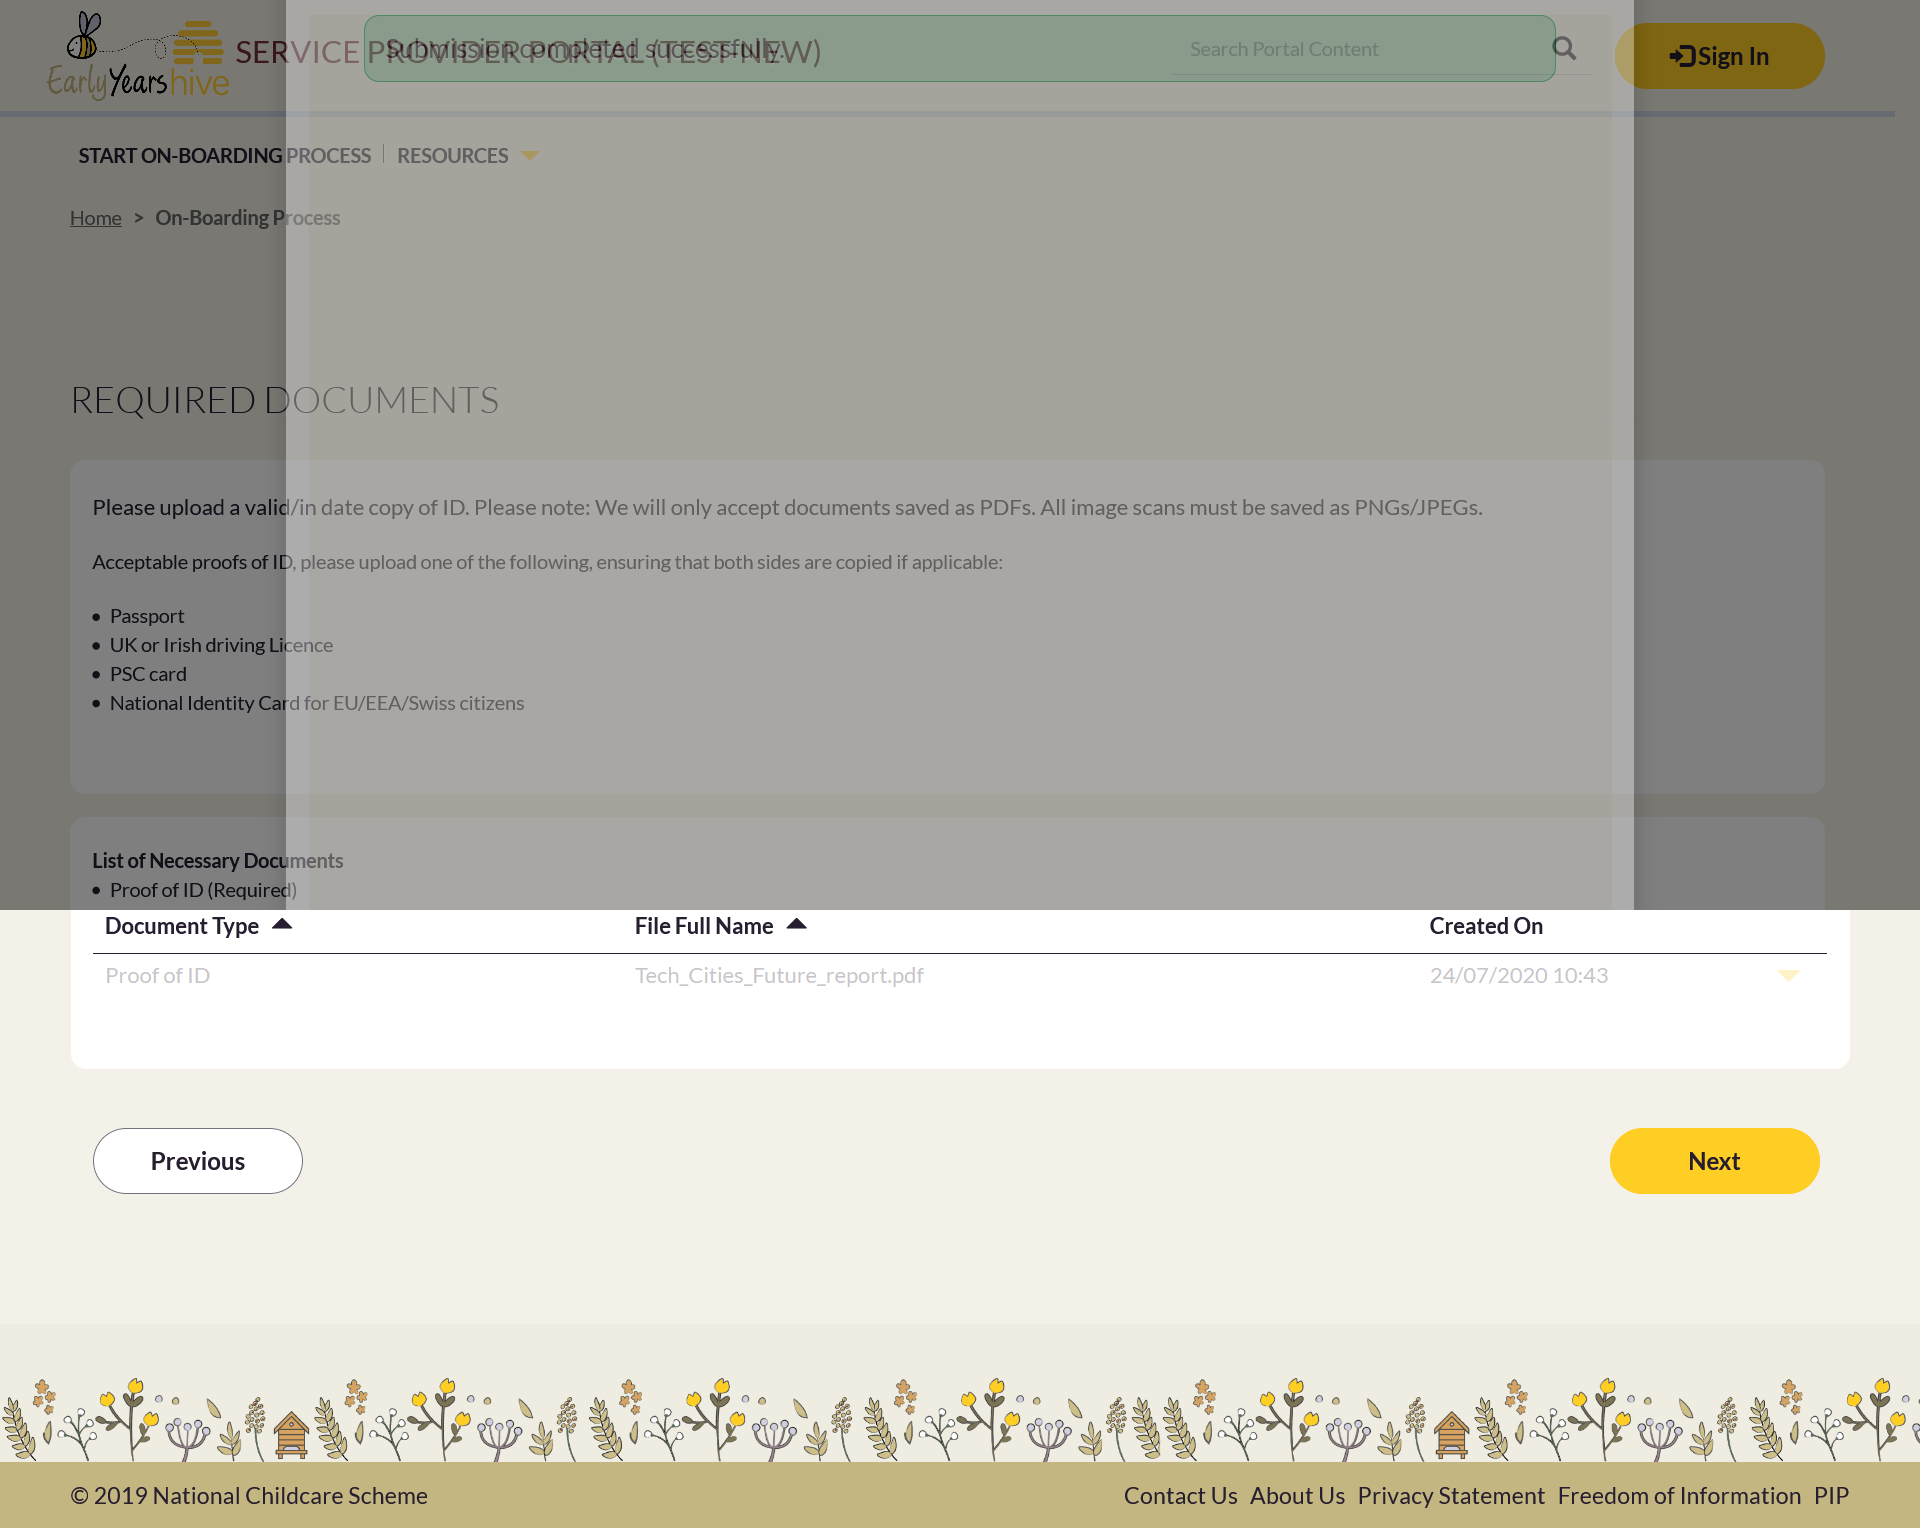 Early Years hive
SERVICE PROVIDER PORTAL (TEST-NEW)
Submission completed successfully.
Search Portal Content
Sign In
START ON-BOARDING PROCESS
RESOURCES
Home > On-Boarding Process
REQUIRED DOCUMENTS
Please upload a valid/in date copy of ID. Please note: We will only accept documents saved as PDFs. All image scans must be saved as PNGs/JPEGs.
Acceptable proofs of ID, please upload one of the following, ensuring that both sides are copied if applicable:
• Passport
• UK or Irish driving Licence
• PSC card
• National Identity Card for EU/EEA/Swiss citizens
List of Necessary Documents
• Proof of ID (Required)
Document Type File Full Name Created On
Proof of ID Tech_Cities_Future_report.pdf 24/07/2020 10:43
Previous
Next
© 2019 National Childcare Scheme
Contact Us About Us Privacy Statement Freedom of Information PIP